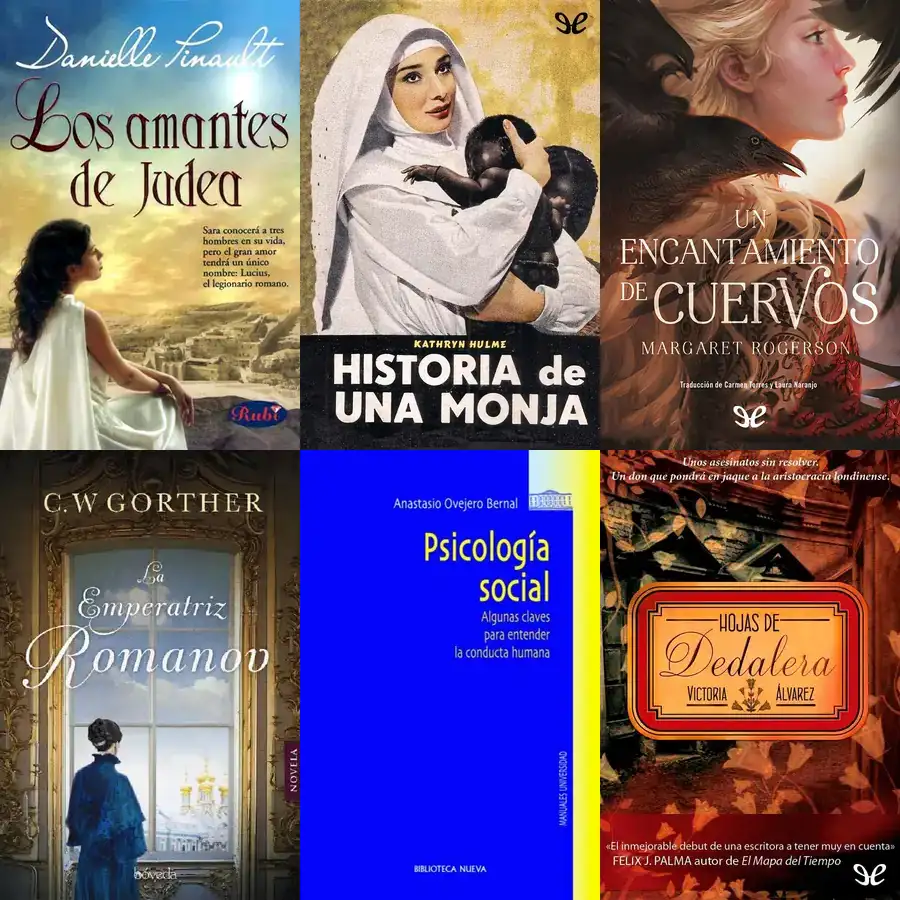 Danielle Pinault
Los amantes
de Judea
Sara conocerá a tres
hombres en su vida,
pero el gran amor
tendrá un único
nombre: Lucius,
el legionario romano.
Rubí
KATHRYN HULME
HISTORIA de
UNA MONJA
UN
ENCANTAMIENTO
DE CUERVOS
MARGARET ROGERSON
Traducción de Carmen Torres y Laura Naranjo
C.W GORTHER
La
Emperatriz
Romanov
NOVELA
bóveda
Anastasio Ovejero Bernal
Psicología
social
Algunas claves
para entender
la conducta humana
MANUALES UNIVERSIDAD
BIBLIOTECA NUEVA
Unos asesinatos sin resolver.
Un don que pondrá en jaque a la aristocracia londinense.
HOJAS DE
Dedalera
VICTORIA ÁLVAREZ
«El inmejorable debut de una escritora a tener muy en cuenta»
FELIX J. PALMA autor de El Mapa del Tiempo